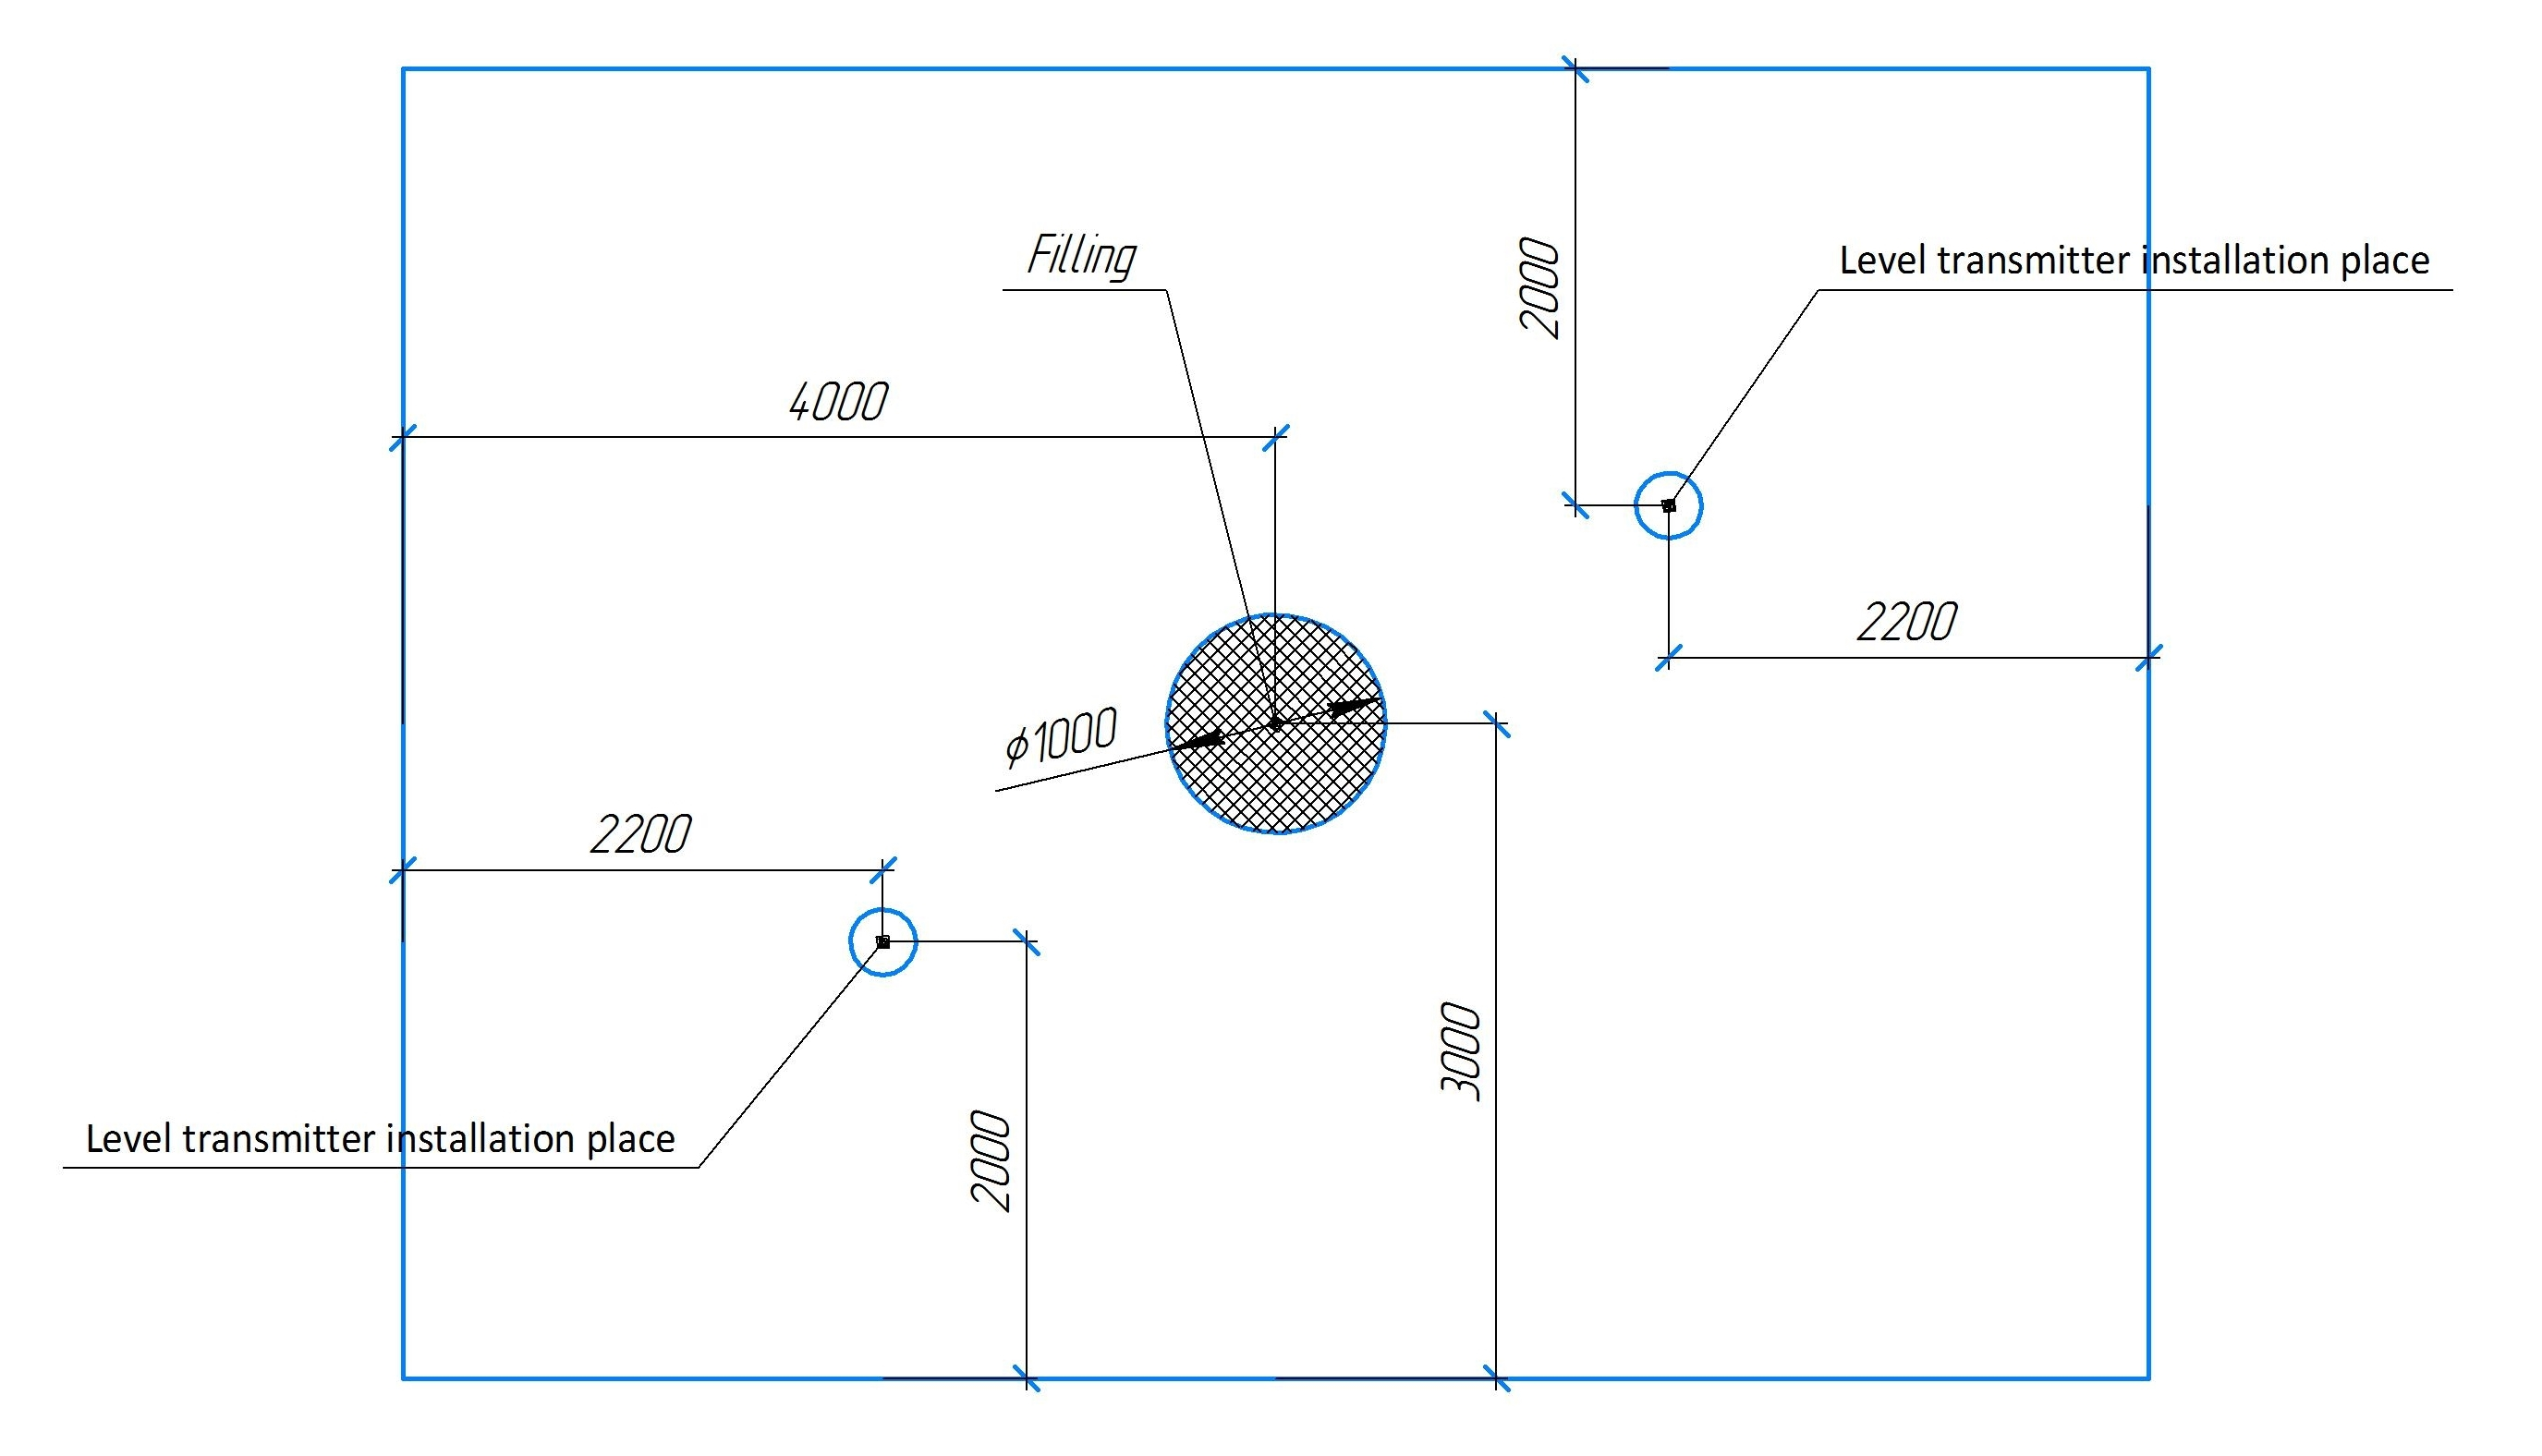 Filling
2000
Level transmitter installation place
4000
2200
ϕ1000
2200
3000
Level transmitter installation place
2000